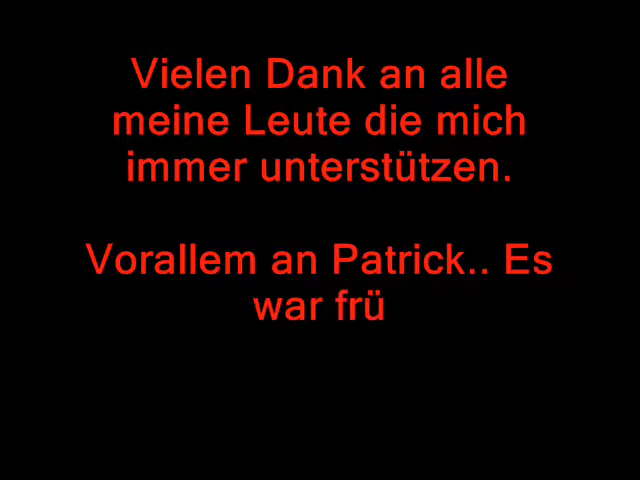 Vielen Dank an alle
meine Leute die mich
immer unterstützen.
Vorallem an Patrick.. Es
war frü